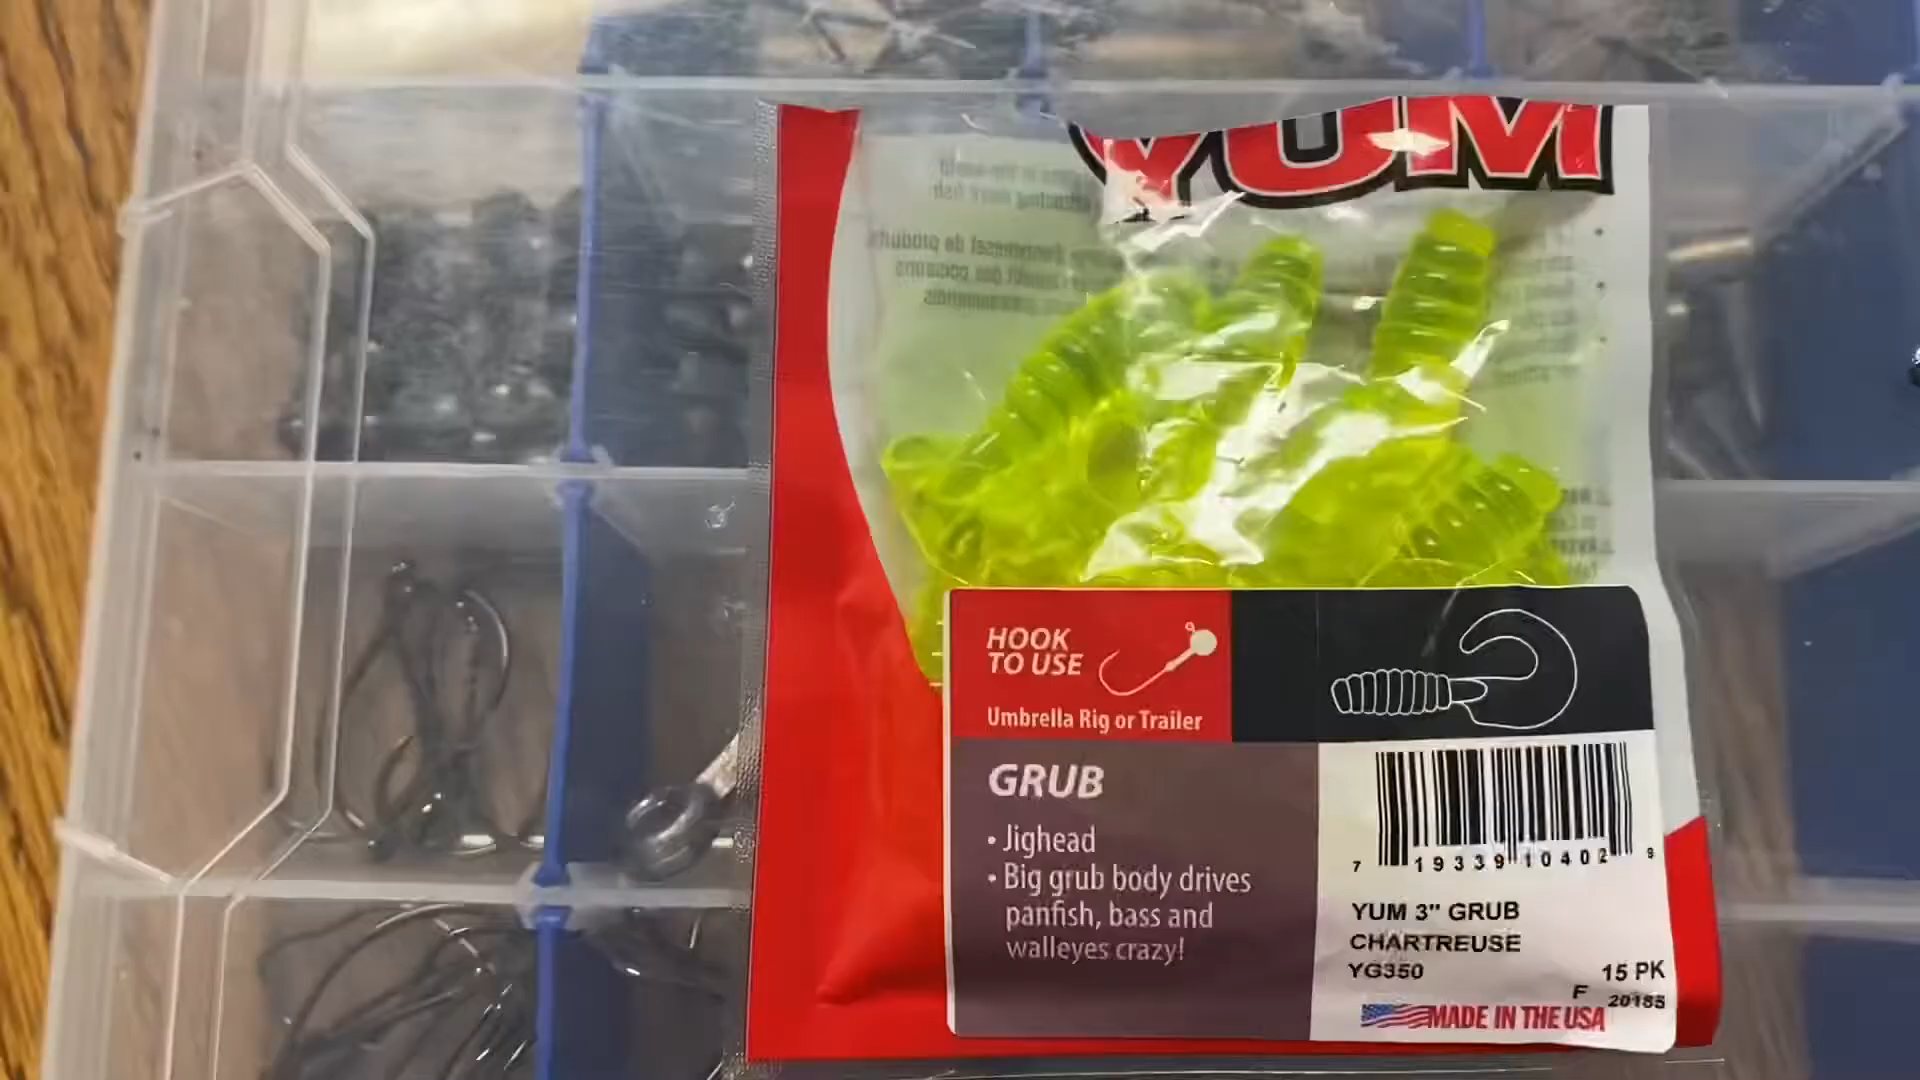 YUM
HOOK
TO USE
Umbrella Rig or Trailer
GRUB
• Jighead
• Big grub body drives
panfish, bass and
walleyes crazy!
7 19339 10402 9
YUM 3" GRUB
CHARTREUSE
YG350
15 PK
F 20185
MADE IN THE USA